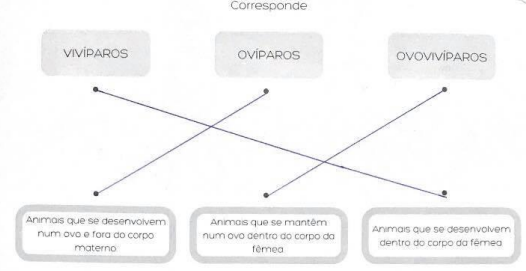 Corresponde
VIVÍPAROS
OVÍPAROS
OVOVIVÍPAROS
Animais que se desenvolvem
num ovo e fora do corpo
materno
Animais que se mantêm
num ovo dentro do corpo da
fêmea
Animais que se desenvolvem
dentro do corpo da fêmea